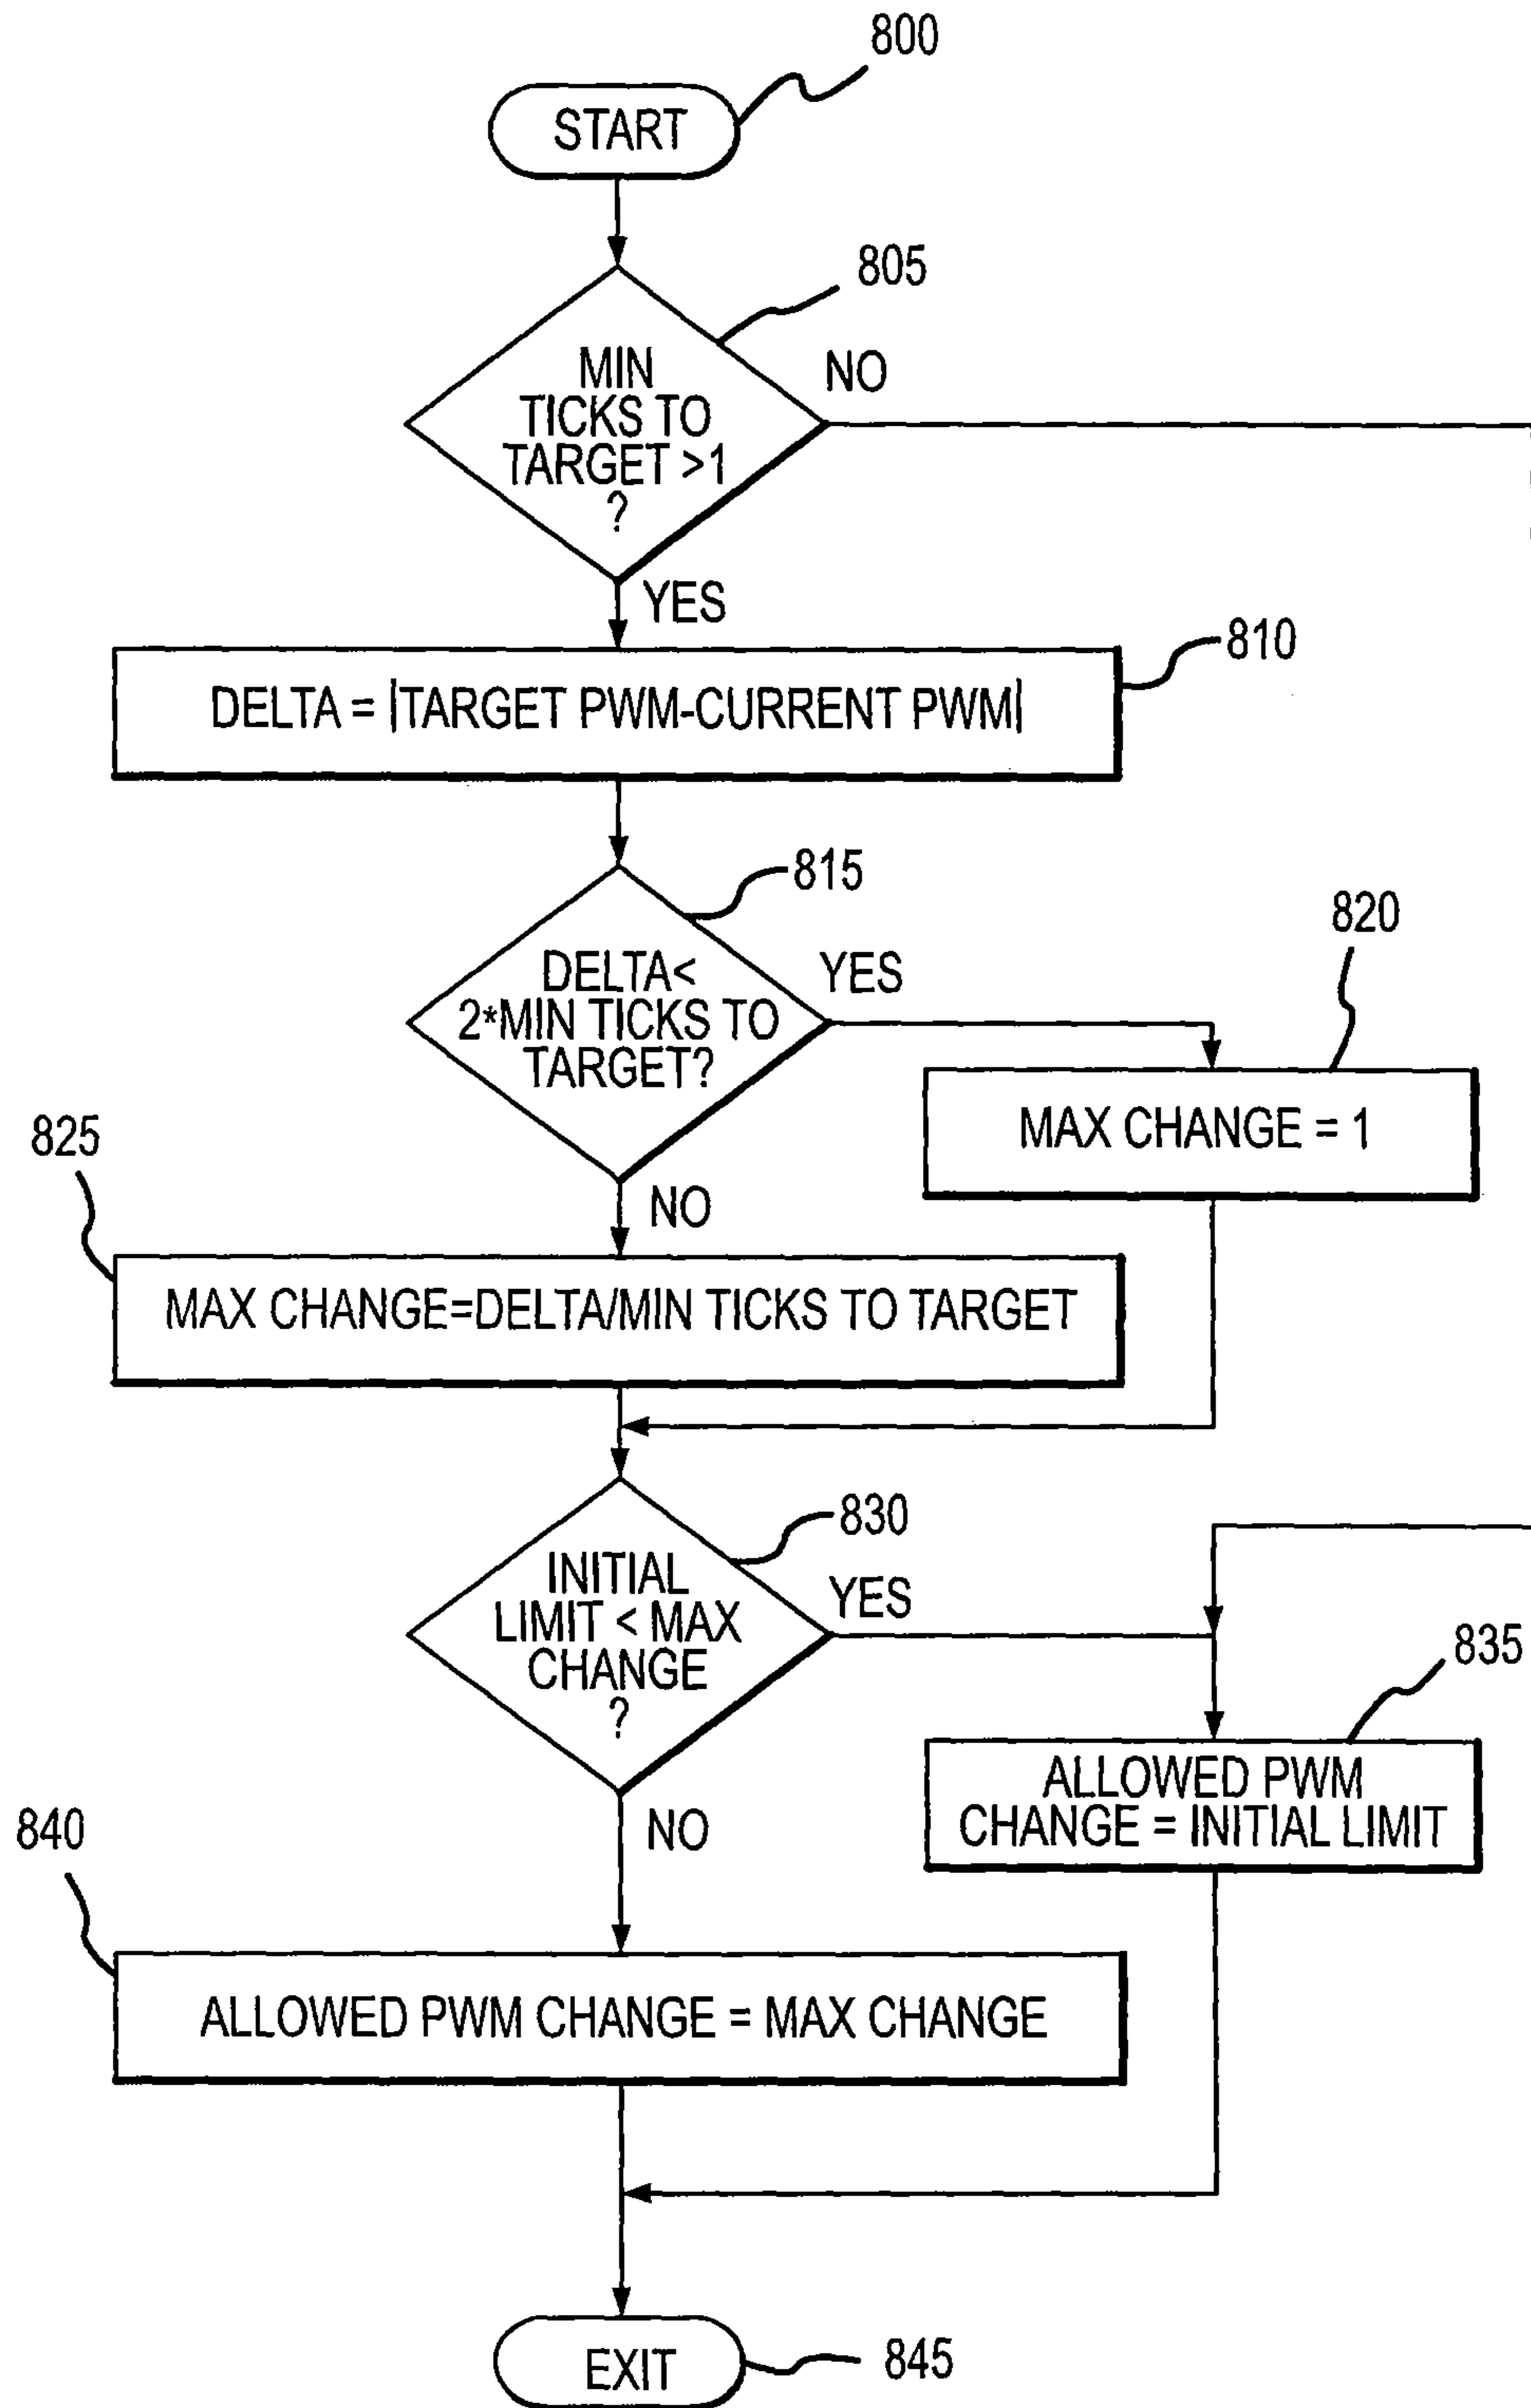 800
START
805
MIN
TICKS TO
TARGET >1
?
NO
YES
810
DELTA = |TARGET PWM-CURRENT PWM|
815
DELTA<
2*MIN TICKS TO
TARGET?
YES
820
MAX CHANGE = 1
825
NO
MAX CHANGE=DELTA/MIN TICKS TO TARGET
830
INITIAL
LIMIT < MAX
CHANGE
?
YES
835
ALLOWED PWM
CHANGE = INITIAL LIMIT
NO
840
ALLOWED PWM CHANGE = MAX CHANGE
EXIT
845